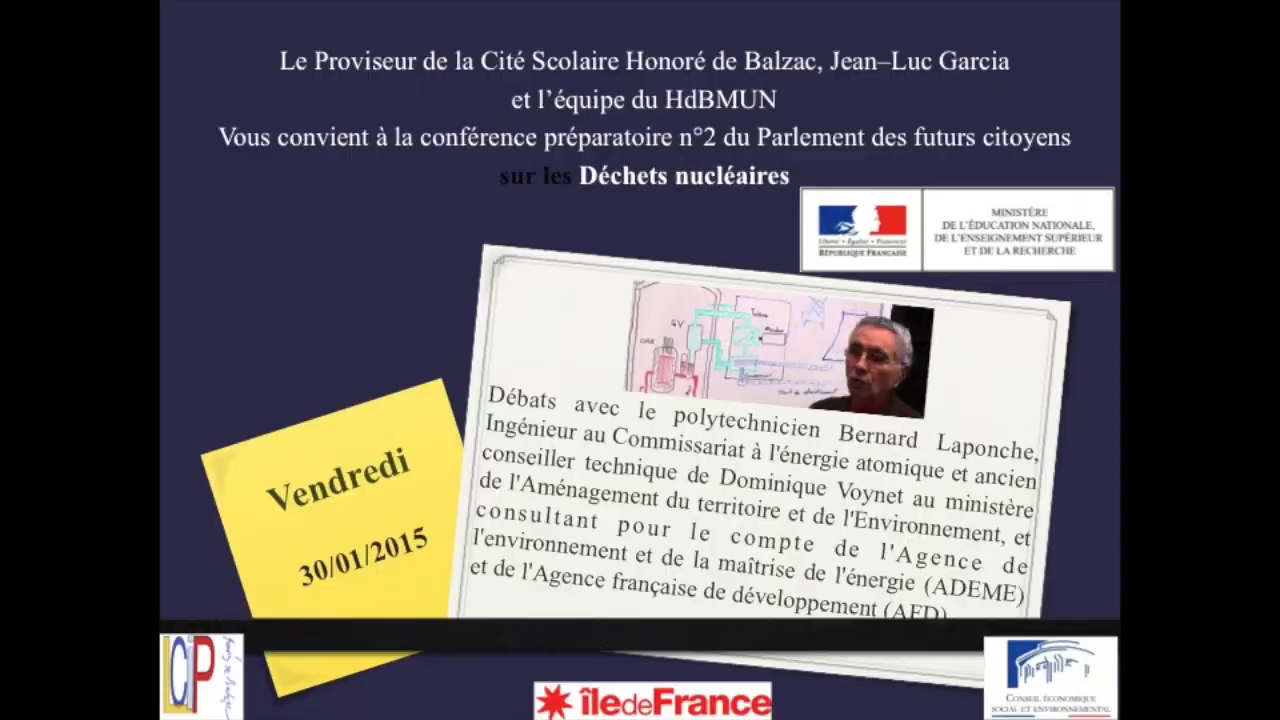 Le Proviseur de la Cité Scolaire Honoré de Balzac, Jean–Luc Garcia
et l’équipe du HdBMUN
Vous convient à la conférence préparatoire n°2 du Parlement des futurs citoyens
sur les Déchets nucléaires
Liberté • Égalité • Fraternité
RÉPUBLIQUE FRANÇAISE
MINISTÈRE
DE L'ÉDUCATION NATIONALE,
DE L'ENSEIGNEMENT SUPÉRIEUR
ET DE LA RECHERCHE
GV
Débats avec le polytechnicien Bernard Laponche,
Ingénieur au Commissariat à l'énergie atomique et ancien
conseiller technique de Dominique Voynet au ministère
de l'Aménagement du territoire et de l'Environnement, et
consultant pour le compte de l'Agence de
l'environnement et de la maîtrise de l'énergie (ADEME)
et de l'Agence française de développement (AFD)
Vendredi
30/01/2015
îledeFrance
CONSEIL ÉCONOMIQUE
SOCIAL ET ENVIRONNEMENTAL